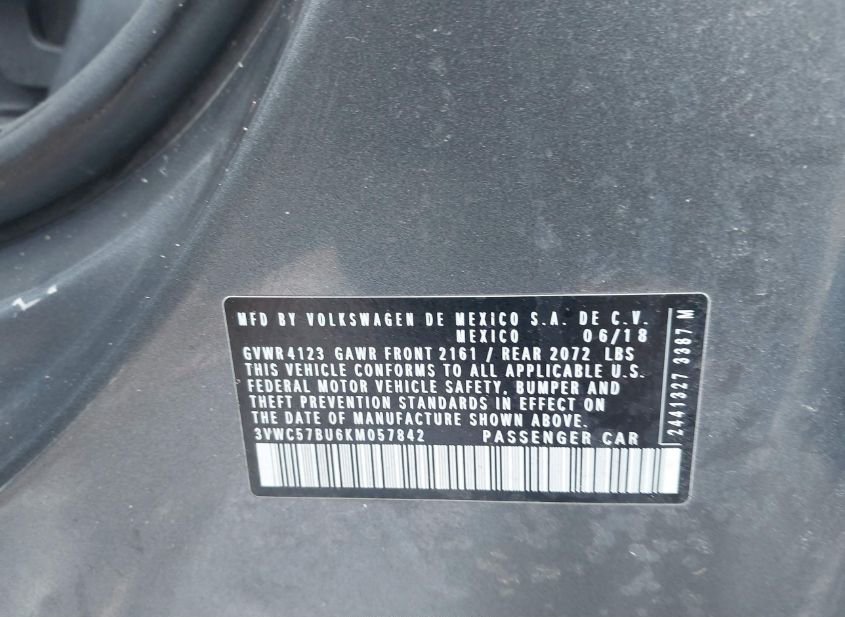 MFD BY VOLKSWAGEN DE MEXICO S.A. DE C.V.
MEXICO 06/18
GVWR 4123 GAWR FRONT 2161 / REAR 2072 LBS
THIS VEHICLE CONFORMS TO ALL APPLICABLE U.S.
FEDERAL MOTOR VEHICLE SAFETY, BUMPER AND
THEFT PREVENTION STANDARDS IN EFFECT ON
THE DATE OF MANUFACTURE SHOWN ABOVE.
3VWC57BU6KM057842 PASSENGER CAR
2441327 3387 M